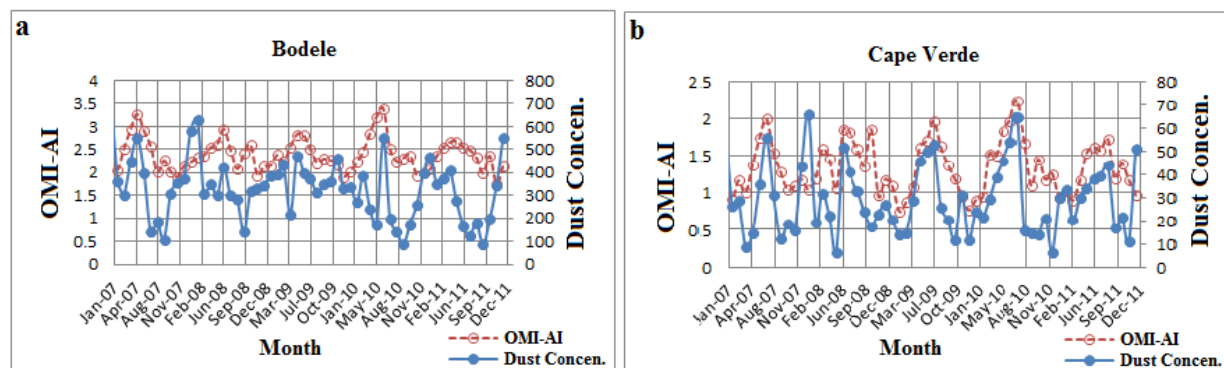 a
Bodele
OMI-AI
4
3.5
3
2.5
2
1.5
1
0.5
0
800
700
600
500
400
300
200
100
0
Dust Concen.
Jan-07
Apr-07
Aug-07
Nov-07
Feb-08
Jun-08
Sep-08
Dec-08
Mar-09
Jul-09
Oct-09
Jan-10
May-10
Aug-10
Nov-10
Feb-11
Jun-11
Sep-11
Dec-11
Month
OMI-AI
Dust Concen.
b
Cape Verde
OMI-AI
2.5
2
1.5
1
0.5
0
80
70
60
50
40
30
20
10
0
Dust Concen.
Jan-07
Apr-07
Aug-07
Nov-07
Feb-08
Jun-08
Sep-08
Dec-08
Mar-09
Jul-09
Oct-09
Jan-10
May-10
Aug-10
Nov-10
Feb-11
Jun-11
Sep-11
Dec-11
Month
OMI-AI
Dust Concen.